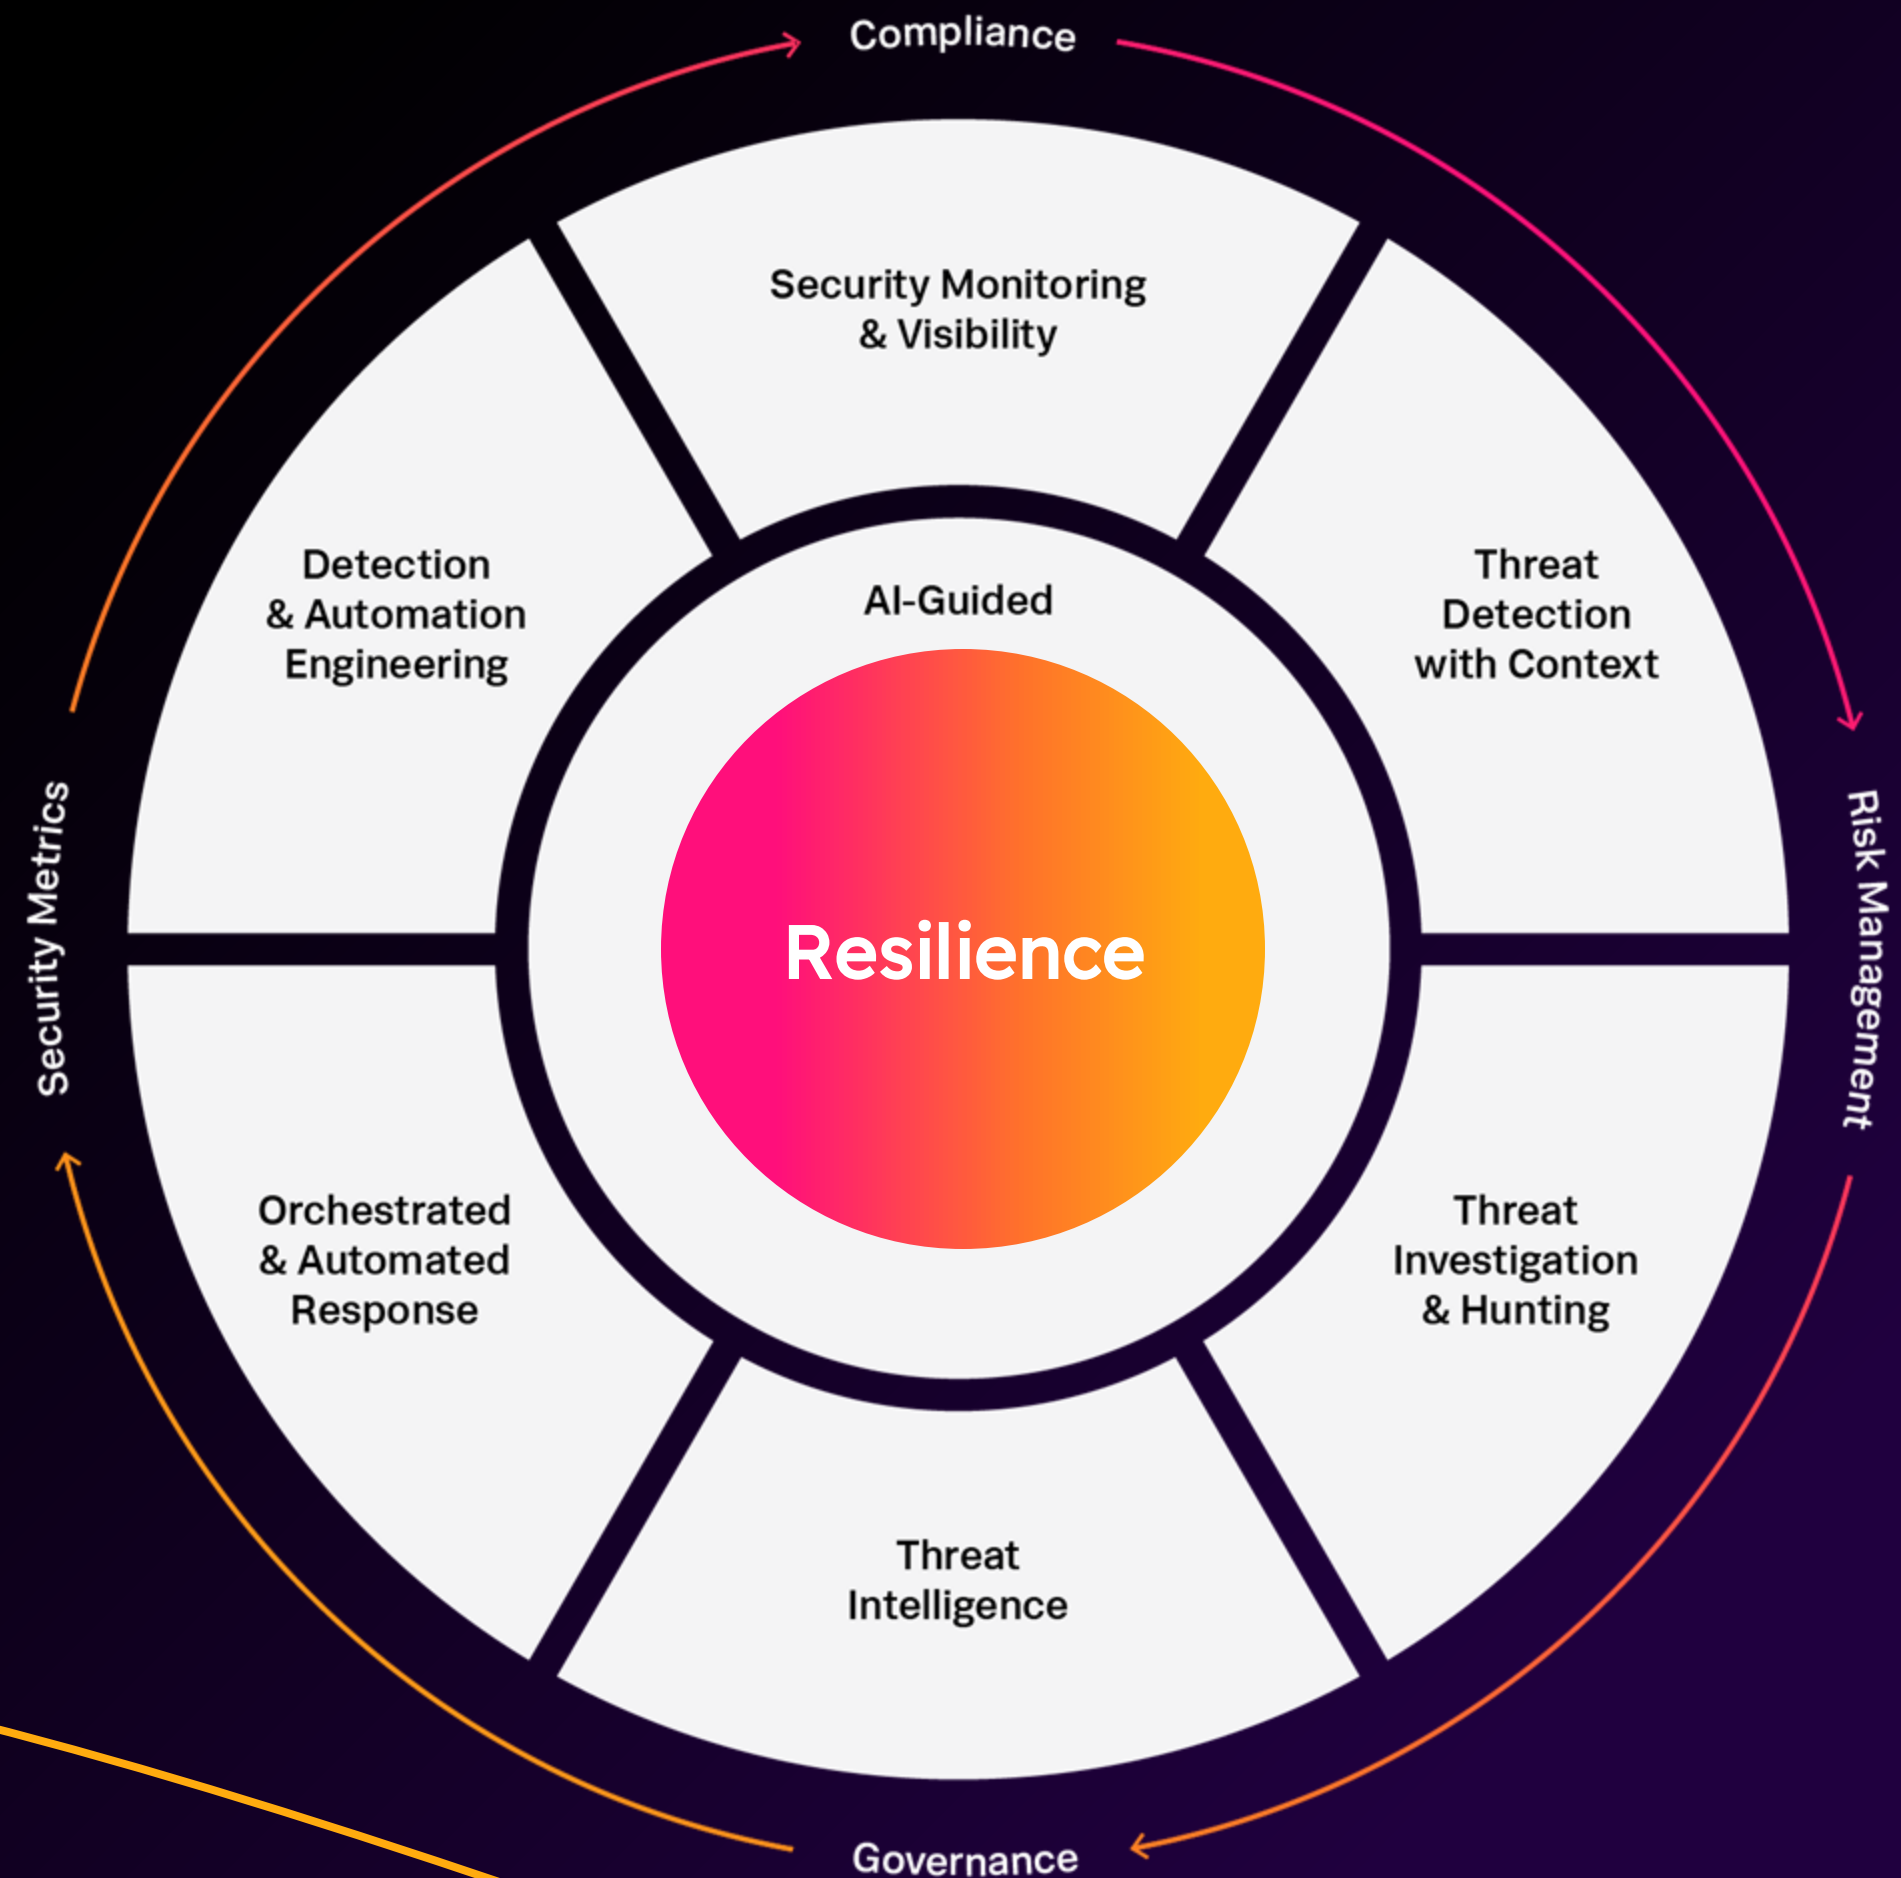 Compliance
Security Monitoring
& Visibility
Detection
& Automation
Engineering
Threat
Detection
with Context
AI-Guided
Resilience
Security Metrics
Risk Management
Orchestrated
& Automated
Response
Threat
Investigation
& Hunting
Threat
Intelligence
Governance